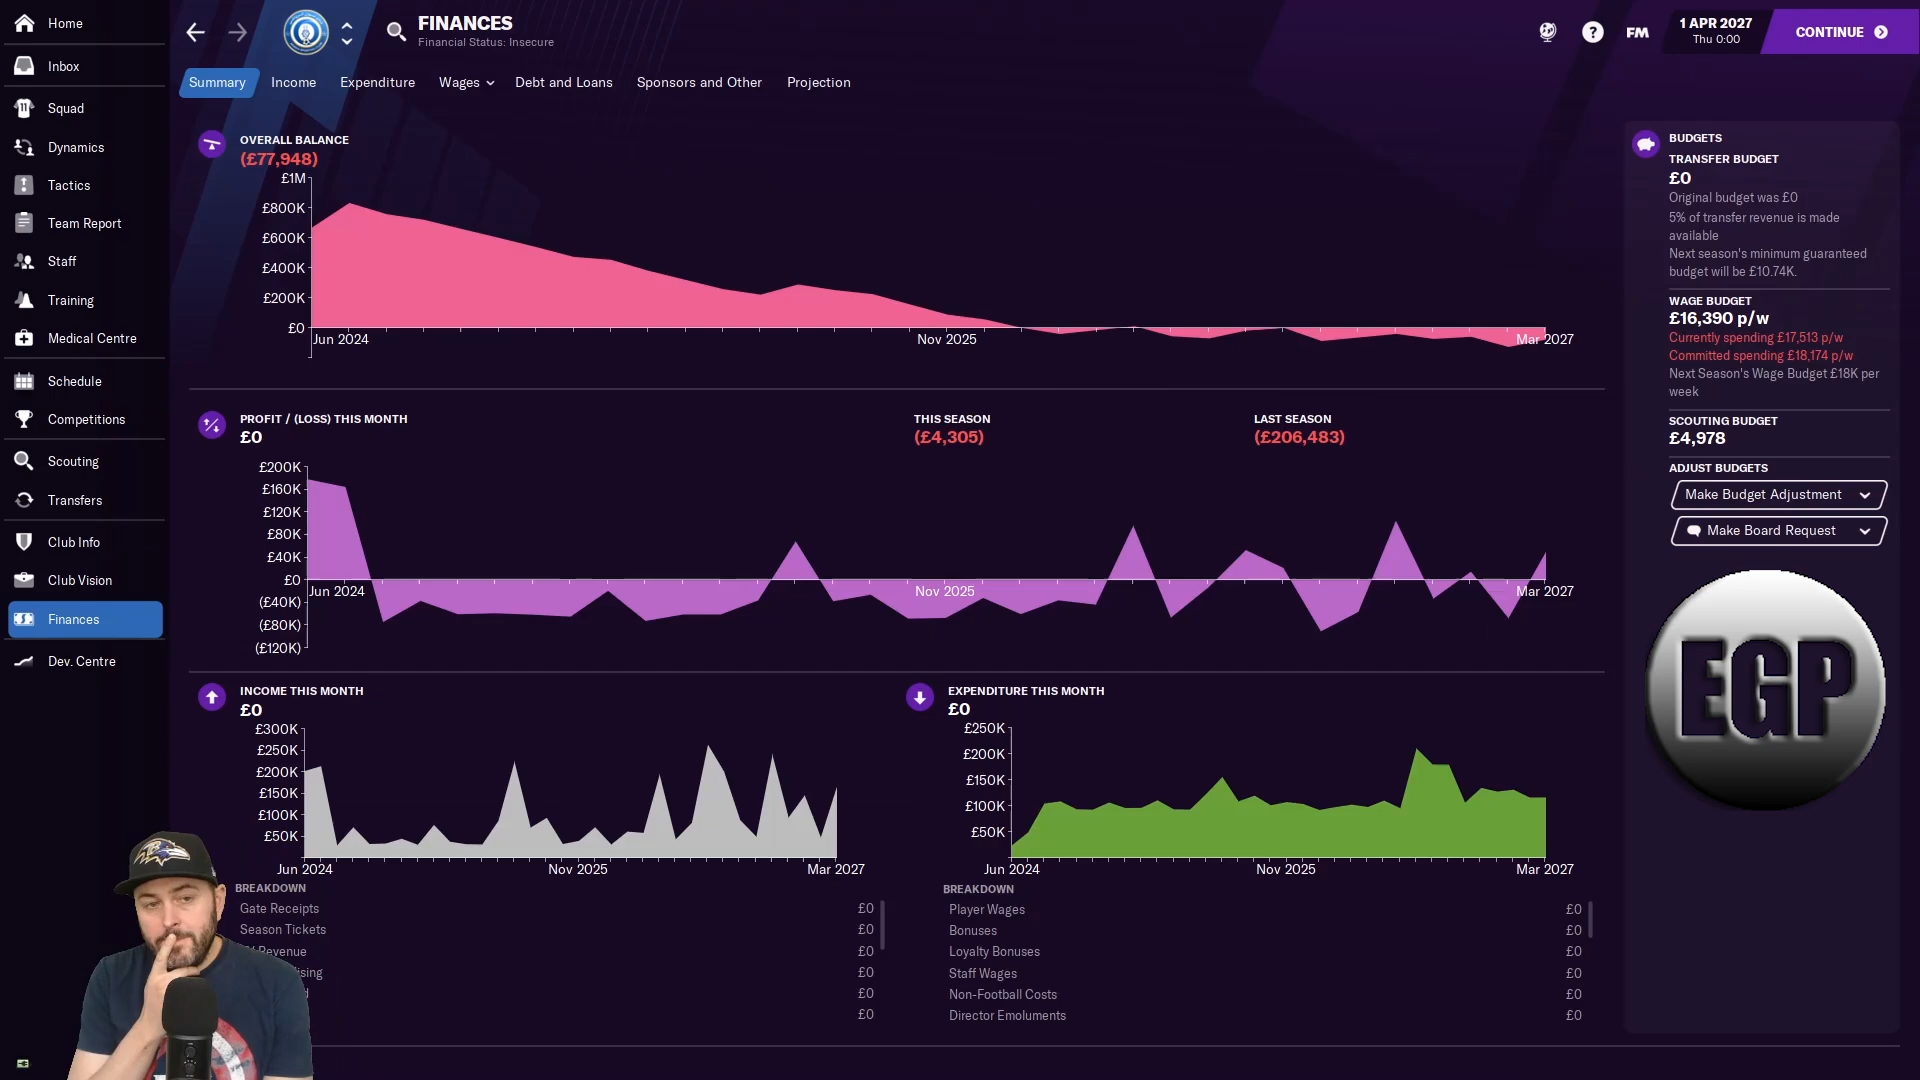 Home
Inbox
Squad
Dynamics
Tactics
Team Report
Staff
Training
Medical Centre
Schedule
Competitions
Scouting
Transfers
Club Info
Club Vision
Finances
Dev. Centre
FINANCES
Financial Status: Insecure
FM
1 APR 2027
Thu 0:00
CONTINUE
Summary
Income
Expenditure
Wages
Debt and Loans
Sponsors and Other
Projection
OVERALL BALANCE
(£77,948)
£1M
£800K
£600K
£400K
£200K
£0
Jun 2024
Nov 2025
Mar 2027
PROFIT / (LOSS) THIS MONTH
£0
THIS SEASON
(£4,305)
LAST SEASON
(£206,483)
£200K
£160K
£120K
£80K
£40K
£0
(£40K)
(£80K)
(£120K)
Jun 2024
Nov 2025
Mar 2027
INCOME THIS MONTH
£0
£300K
£250K
£200K
£150K
£100K
£50K
Jun 2024
Nov 2025
Mar 2027
BREAKDOWN
Gate Receipts £0
Season Tickets £0
Revenue £0
ising £0
£0
£0
EXPENDITURE THIS MONTH
£0
£250K
£200K
£150K
£100K
£50K
Jun 2024
Nov 2025
Mar 2027
BREAKDOWN
Player Wages £0
Bonuses £0
Loyalty Bonuses £0
Staff Wages £0
Non-Football Costs £0
Director Emoluments £0
BUDGETS
TRANSFER BUDGET
£0
Original budget was £0
5% of transfer revenue is made
available
Next season's minimum guaranteed
budget will be £10.74K.
WAGE BUDGET
£16,390 p/w
Currently spending £17,513 p/w
Committed spending £18,174 p/w
Next Season's Wage Budget £18K per
week
SCOUTING BUDGET
£4,978
ADJUST BUDGETS
Make Budget Adjustment
Make Board Request
EGP